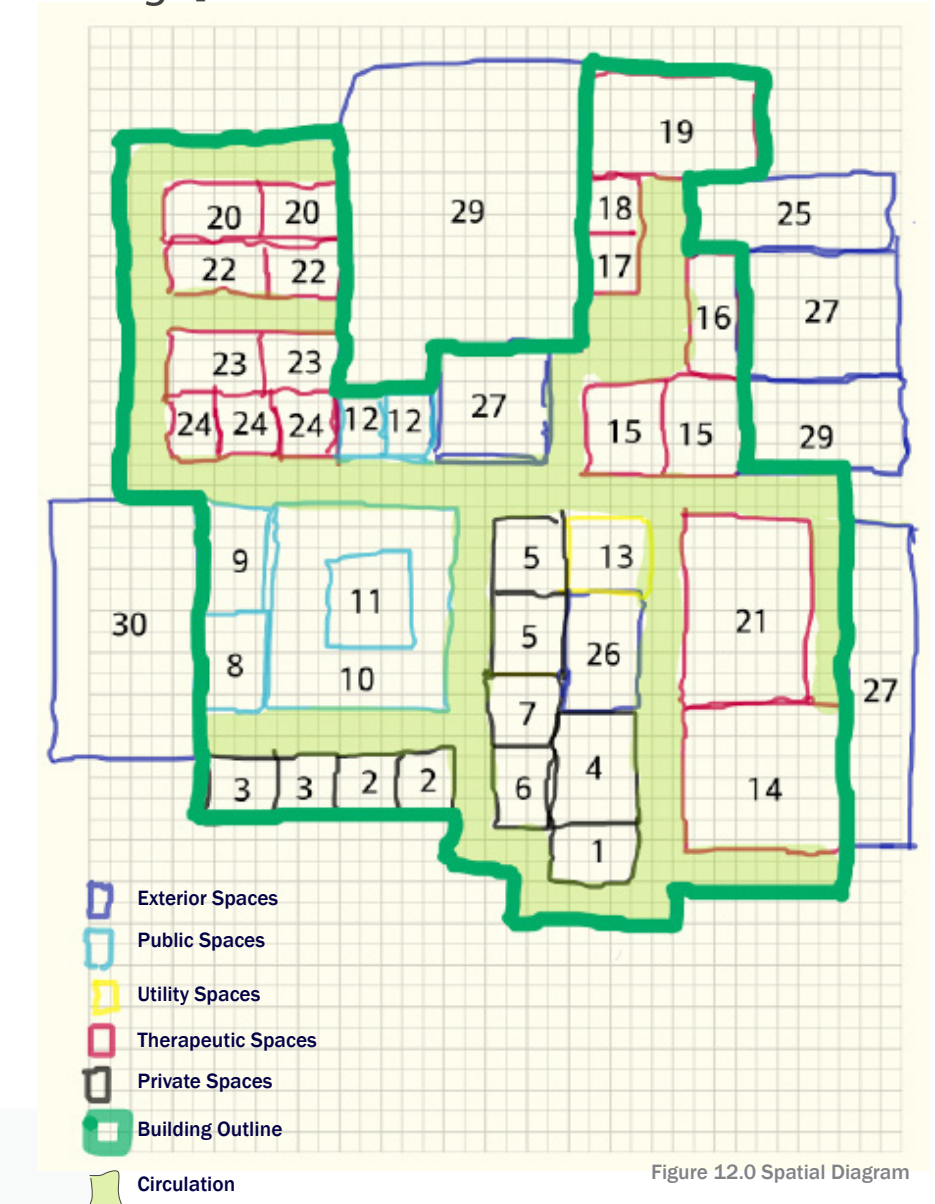 19
20 20 29 18 25
22 22 17
16 27
23 23
24 24 24 12 12 27 15 15 29
9 5 13
30 11 5 26 21
8 10 7 27
3 3 2 2 6 4 14
1
Exterior Spaces
Public Spaces
Utility Spaces
Therapeutic Spaces
Private Spaces
Building Outline
Figure 12.0 Spatial Diagram
Circulation